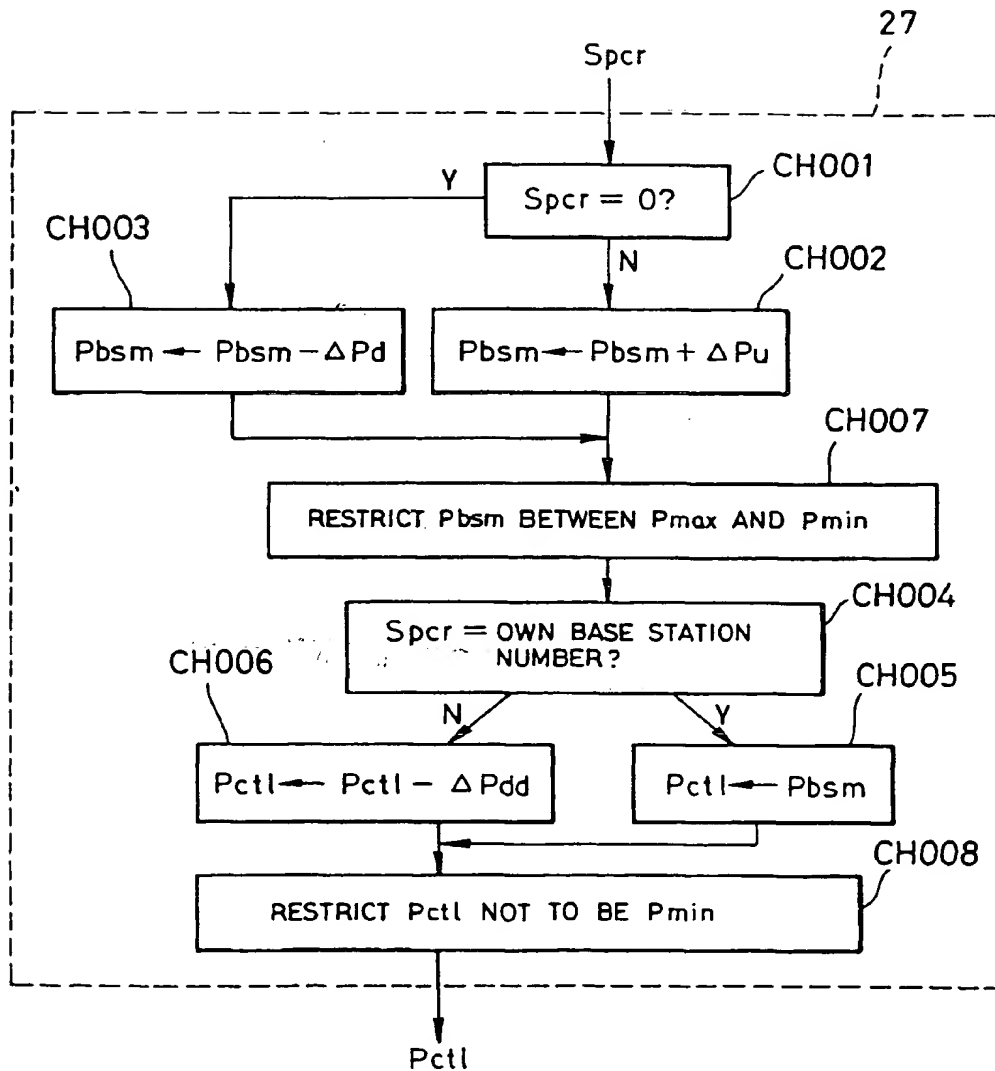 27
Spcr
CH001
Y
Spcr = 0?
CH003
N
CH002
Pbsm ← Pbsm − ΔPd
Pbsm ← Pbsm + ΔPu
CH007
RESTRICT Pbsm BETWEEN Pmax AND Pmin
CH004
Spcr = OWN BASE STATION
NUMBER?
CH006
CH005
N
Y
Pctl ← Pctl − ΔPdd
Pctl ← Pbsm
CH008
RESTRICT Pctl NOT TO BE Pmin
Pctl